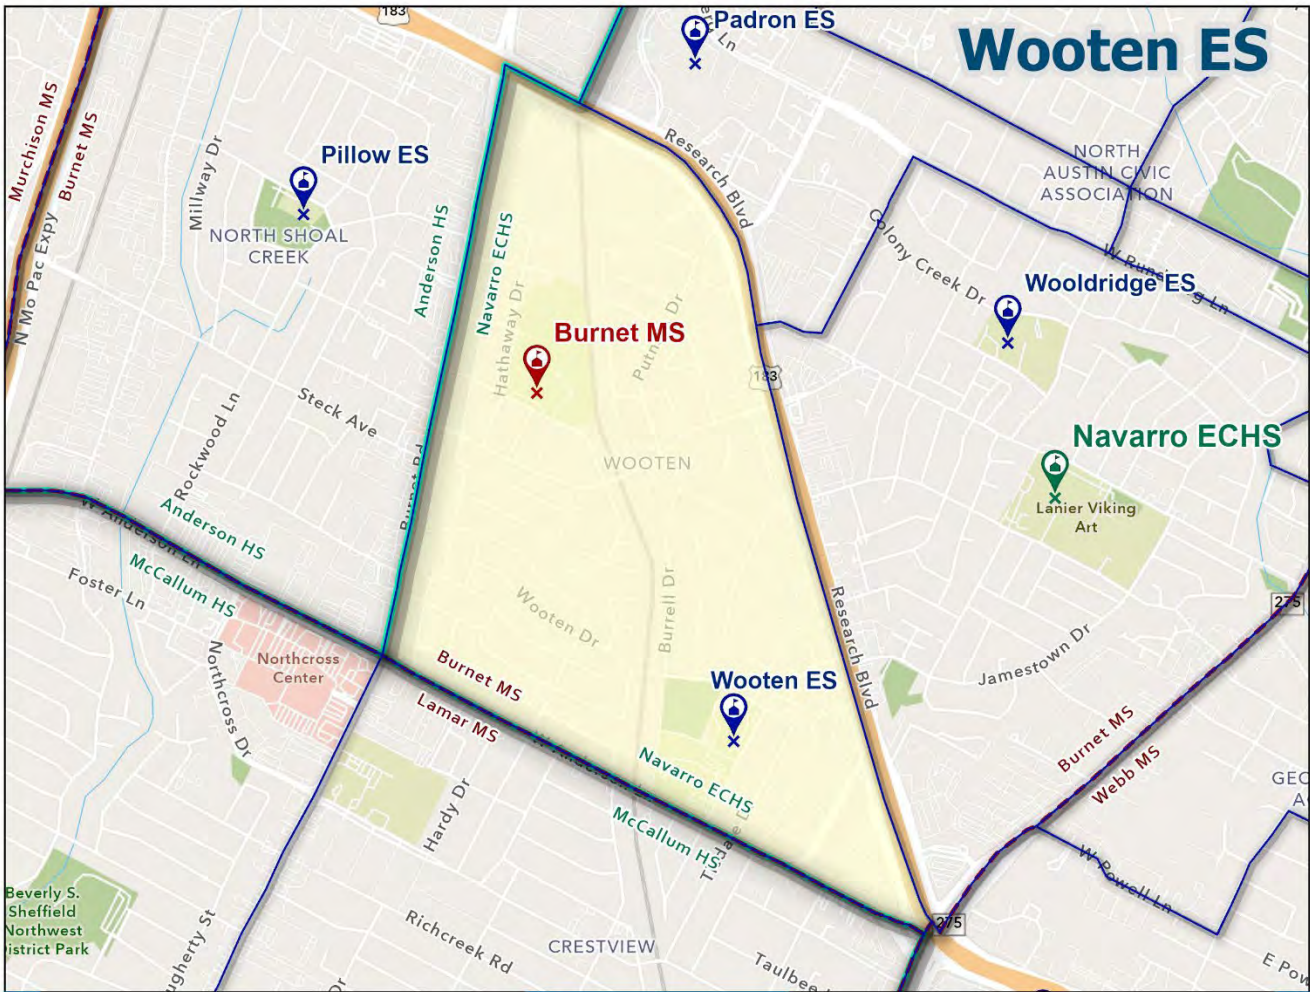 183
Padron ES
Wooten ES
Murchison MS
Burnet MS
Millway Dr
Pillow ES
NORTH SHOAL
CREEK
Anderson HS
Navarro ECHS
Research Blvd
NORTH
AUSTIN CIVIC
ASSOCIATION
Colony Creek Dr
Wooldridge ES
N Mo Pac Expy
Hathaway Dr
Burnet MS
183
Steck Ave
Rockwood Ln
WOOTEN
Navarro ECHS
Lanier Viking
Art
Burnet Rd
W Anderson Ln
Anderson HS
McCallum HS
Foster Ln
Northcross
Center
Northcross Dr
Wooten Dr
Burrell Dr
Research Blvd
275
Jamestown Dr
Burnet MS
Lamar MS
Wooten ES
Navarro ECHS
McCallum HS
Burnet MS
Webb MS
Hardy Dr
W Powell Ln
Beverly S.
Sheffield
Northwest
District Park
Richcreek Rd
CRESTVIEW
275